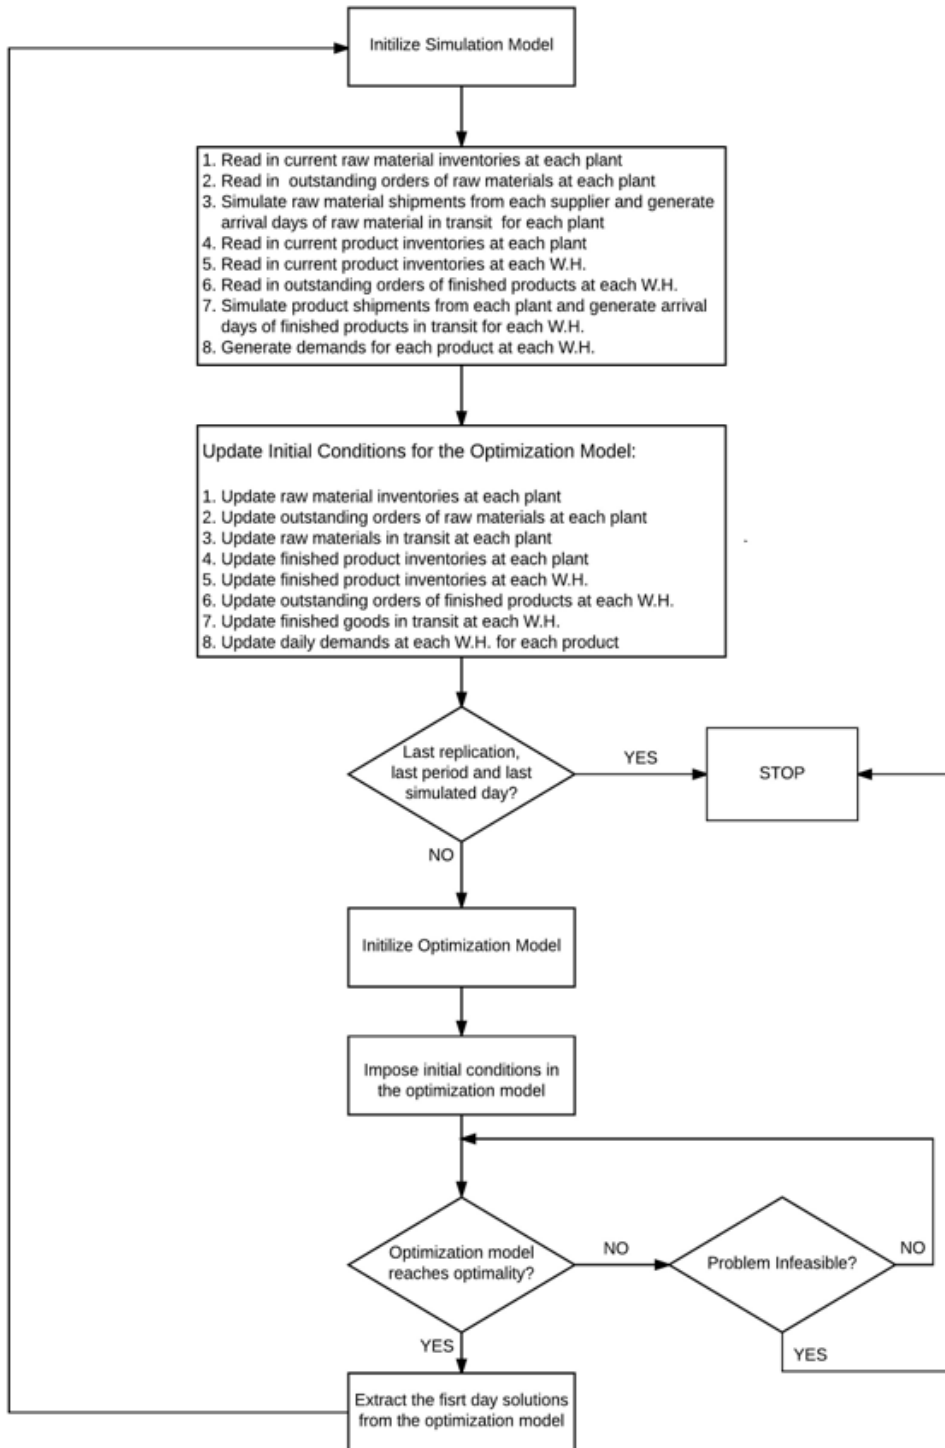 Initilize Simulation Model
1. Read in current raw material inventories at each plant
2. Read in outstanding orders of raw materials at each plant
3. Simulate raw material shipments from each supplier and generate
arrival days of raw material in transit for each plant
4. Read in current product inventories at each plant
5. Read in current product inventories at each W.H.
6. Read in outstanding orders of finished products at each W.H.
7. Simulate product shipments from each plant and generate arrival
days of finished products in transit for each W.H.
8. Generate demands for each product at each W.H.
Update Initial Conditions for the Optimization Model:
1. Update raw material inventories at each plant
2. Update outstanding orders of raw materials at each plant
3. Update raw materials in transit at each plant
4. Update finished product inventories at each plant
5. Update finished product inventories at each W.H.
6. Update outstanding orders of finished products at each W.H.
7. Update finished goods in transit at each W.H.
8. Update daily demands at each W.H. for each product
Last replication,
last period and last
simulated day?
YES
STOP
NO
Initilize Optimization Model
Impose initial conditions in
the optimization model
Optimization model
reaches optimality?
NO
Problem Infeasible?
NO
YES
YES
Extract the fisrt day solutions
from the optimization model